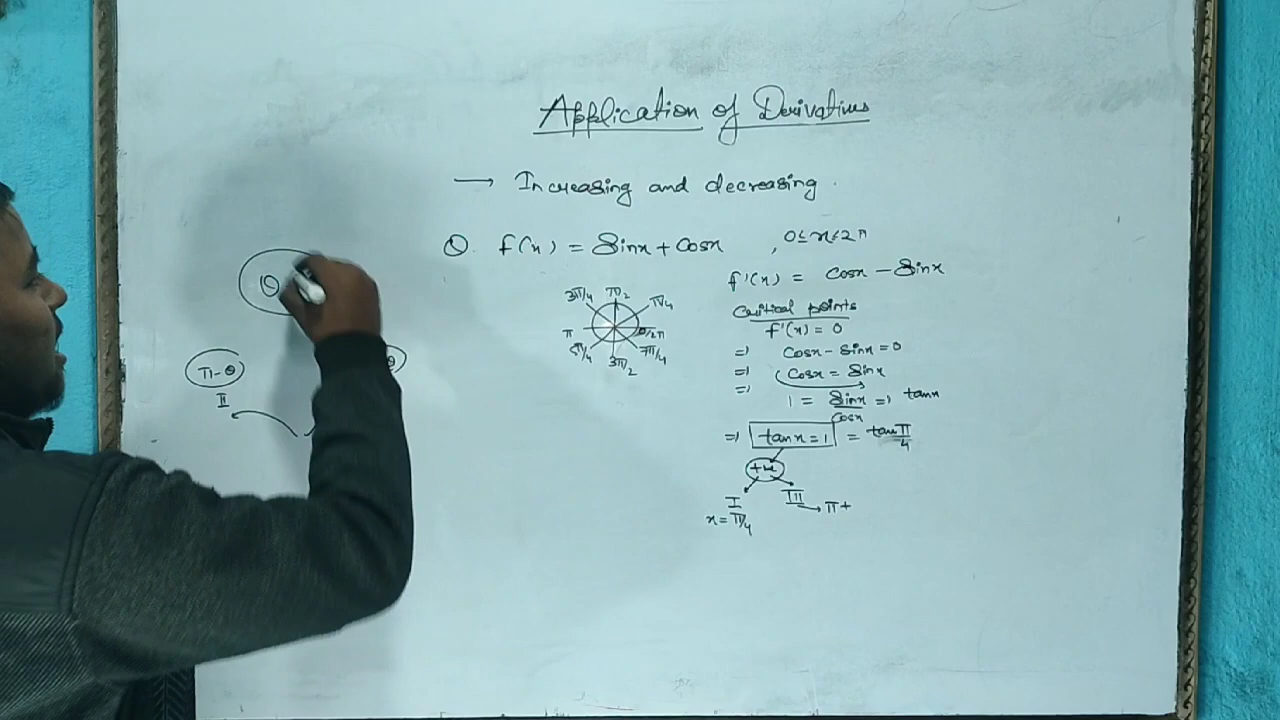 Application of Derivatives
→ Increasing and decreasing.
Q. f(x) = Sinx + Cosx , 0≤x≤2π
f'(x) = Cosx − Sinx
Critical points
f'(x) = 0
⇒ Cosx − Sinx = 0
⇒ Cosx = Sinx
⇒ 1 = Sinx/Cosx ⇒ tanx
⇒ tanx = 1 = tan π/4
+ve
I III → π+
x = π/4
3π/4 π/2 π/4
π 0/2π
5π/4 3π/2 7π/4
θ
π-θ θ
II